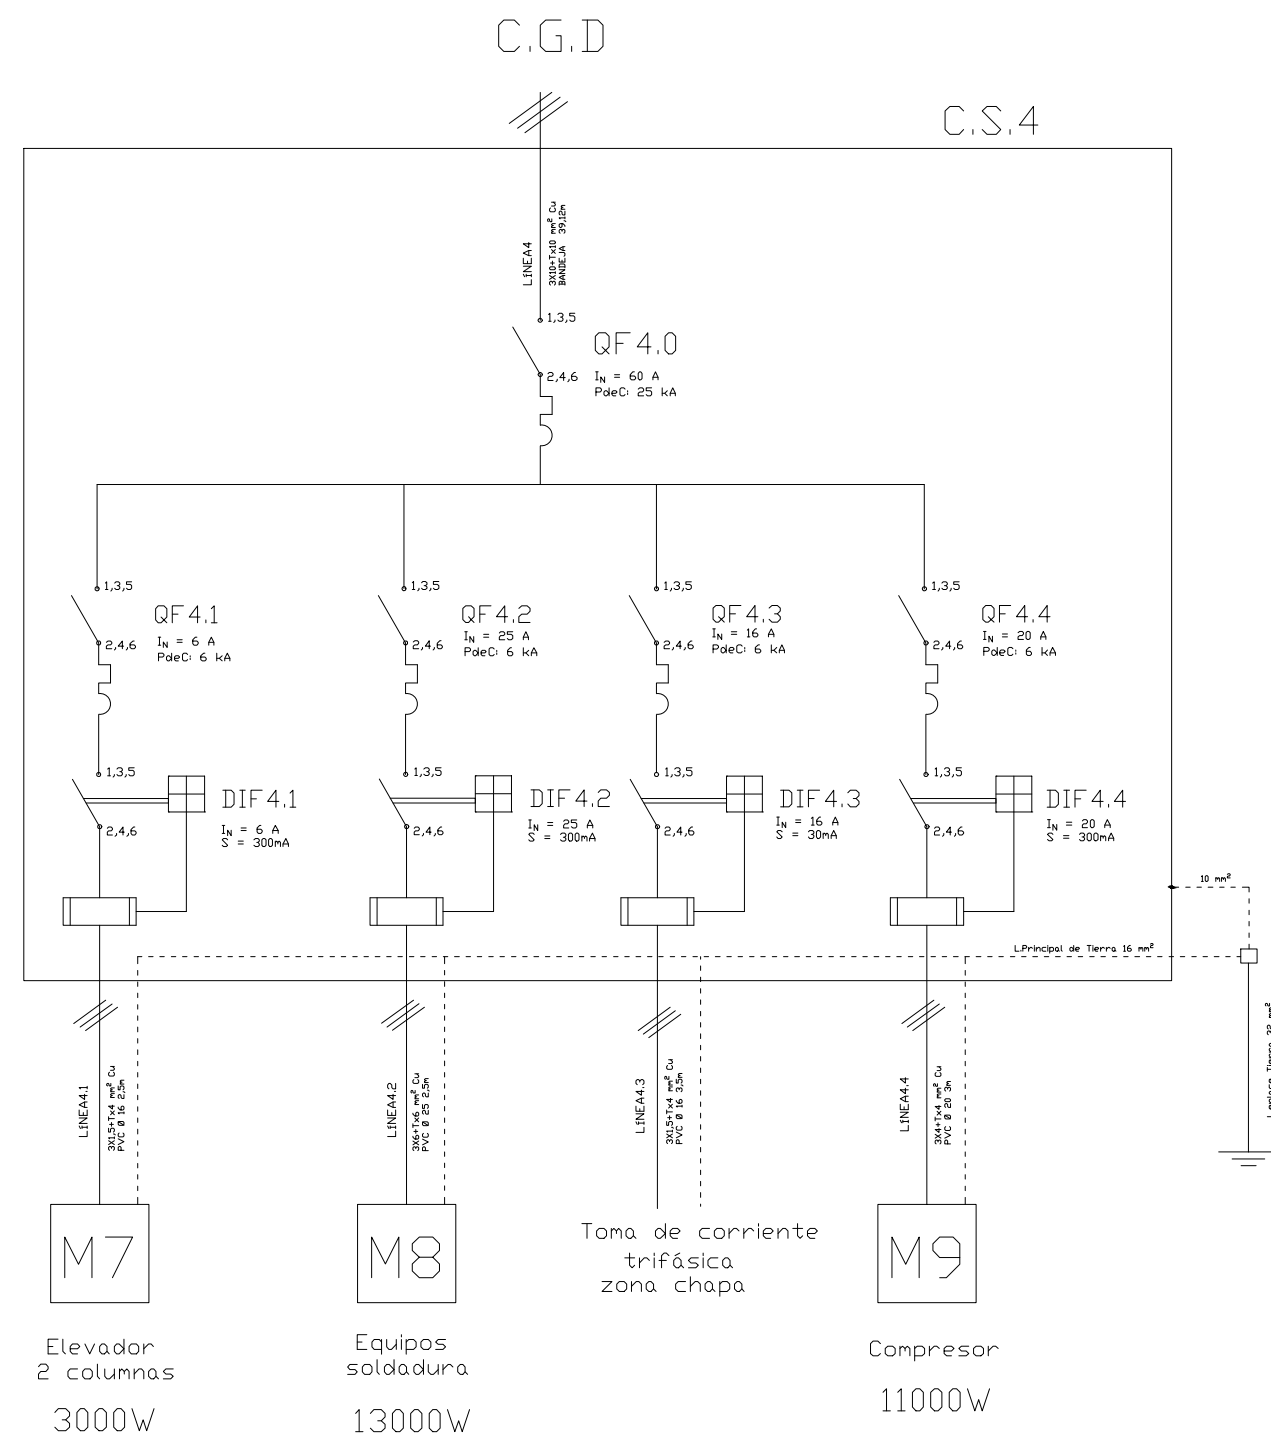 C.G.D
C.S.4
LíNEA4
3X10+Tx10 mm² Cu
BANDEJA 39,12m
1,3,5
QF4.0
2,4,6
I_N = 60 A
PdeC: 25 kA
1,3,5
QF4.1
I_N = 6 A
2,4,6
PdeC: 6 kA
1,3,5
QF4.2
I_N = 25 A
2,4,6
PdeC: 6 kA
1,3,5
QF4.3
I_N = 16 A
2,4,6
PdeC: 6 kA
1,3,5
QF4.4
I_N = 20 A
2,4,6
PdeC: 6 kA
1,3,5
DIF4.1
2,4,6
I_N = 6 A
S = 300mA
1,3,5
DIF4.2
2,4,6
I_N = 25 A
S = 300mA
1,3,5
DIF4.3
2,4,6
I_N = 16 A
S = 30mA
1,3,5
DIF4.4
2,4,6
I_N = 20 A
S = 300mA
10 mm²
L.Principal de Tierra 16 mm²
LíNEA4.1
3X1,5+Tx4 mm² Cu
PVC Ø 16 2,5m
LíNEA4.2
3X6+Tx6 mm² Cu
PVC Ø 25 2,5m
LíNEA4.3
3X1,5+Tx4 mm² Cu
PVC Ø 16 3,5m
LíNEA4.4
3X4+Tx4 mm² Cu
PVC Ø 20 3m
Tierra 32 mm²
M7
Elevador
2 columnas
3000W
M8
Equipos
soldadura
13000W
Toma de corriente
trifásica
zona chapa
M9
Compresor
11000W